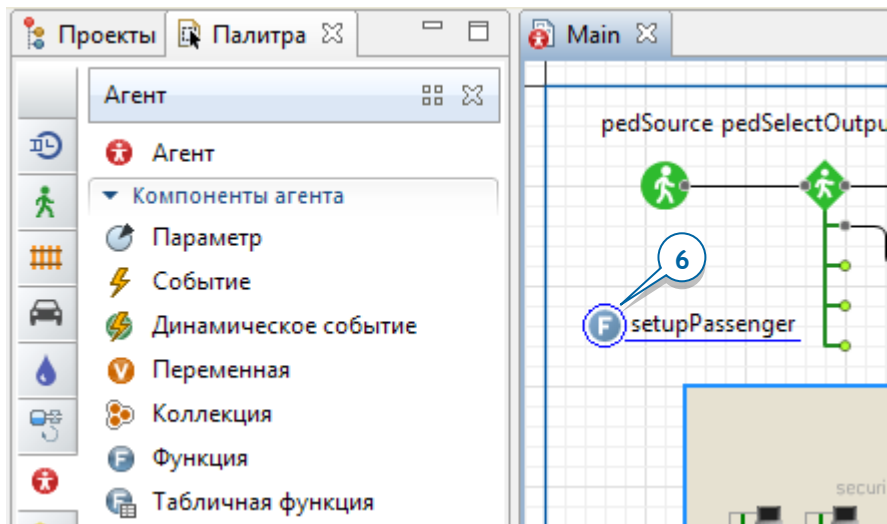 Проекты
Палитра
Main
Агент
Агент
Компоненты агента
Параметр
Событие
Динамическое событие
Переменная
Коллекция
Функция
Табличная функция
pedSource pedSelectOutpu
6
F setupPassenger
securi